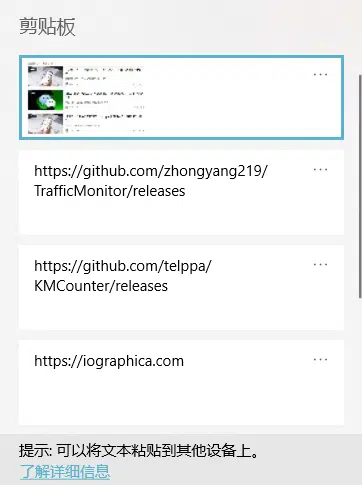 剪贴板
https://github.com/zhongyang219/
TrafficMonitor/releases
https://github.com/telppa/
KMCounter/releases
https://iographica.com
提示: 可以将文本粘贴到其他设备上。
了解详细信息